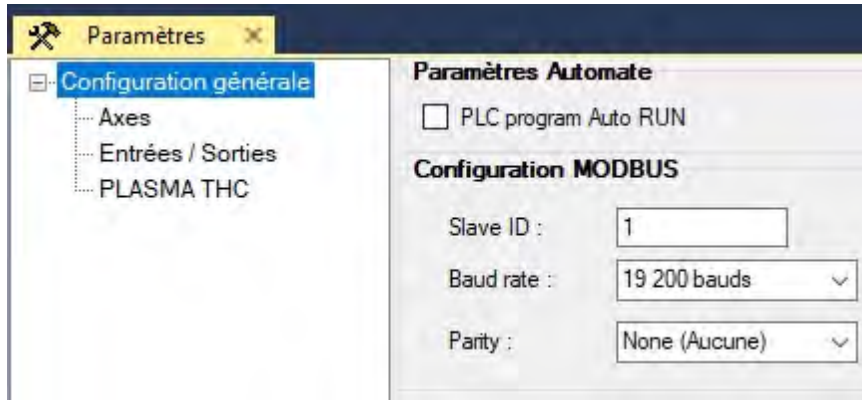 Paramètres
Configuration générale
Axes
Entrées / Sorties
PLASMA THC
Paramètres Automate
PLC program Auto RUN
Configuration MODBUS
Slave ID : 1
Baud rate : 19 200 bauds
Parity : None (Aucune)